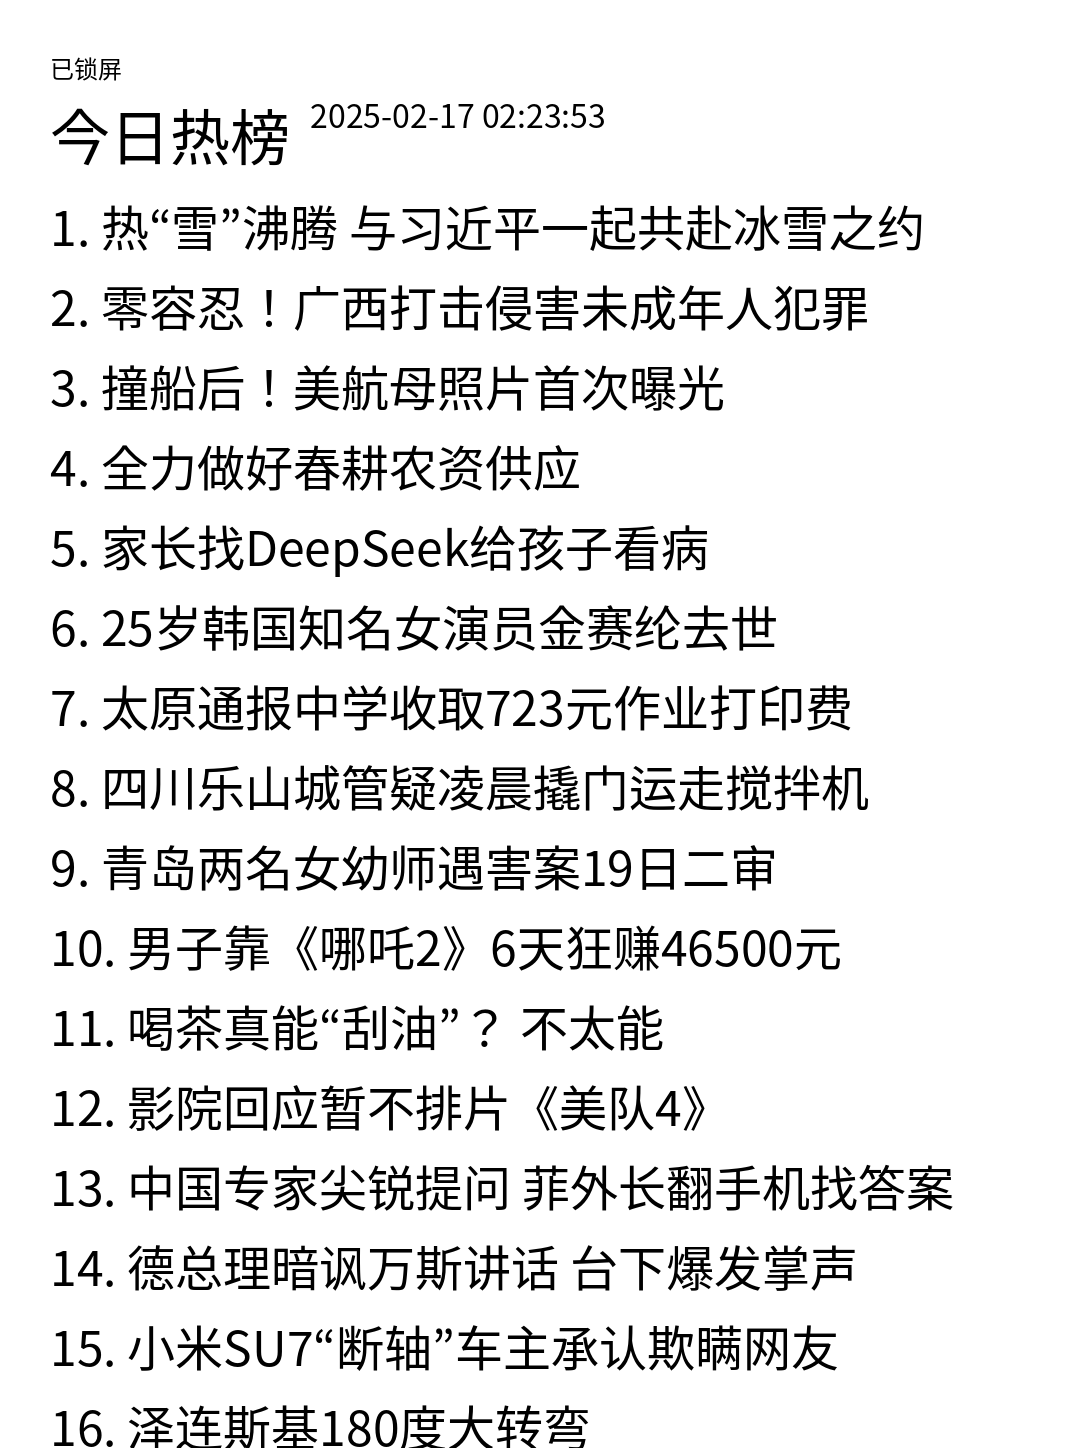 已锁屏
今日热榜 2025-02-17 02:23:53
1. 热“雪”沸腾 与习近平一起共赴冰雪之约
2. 零容忍！广西打击侵害未成年人犯罪
3. 撞船后！美航母照片首次曝光
4. 全力做好春耕农资供应
5. 家长找DeepSeek给孩子看病
6. 25岁韩国知名女演员金赛纶去世
7. 太原通报中学收取723元作业打印费
8. 四川乐山城管疑凌晨撬门运走搅拌机
9. 青岛两名女幼师遇害案19日二审
10. 男子靠《哪吒2》6天狂赚46500元
11. 喝茶真能“刮油”？ 不太能
12. 影院回应暂不排片《美队4》
13. 中国专家尖锐提问 菲外长翻手机找答案
14. 德总理暗讽万斯讲话 台下爆发掌声
15. 小米SU7“断轴”车主承认欺瞒网友
16. 泽连斯基180度大转弯